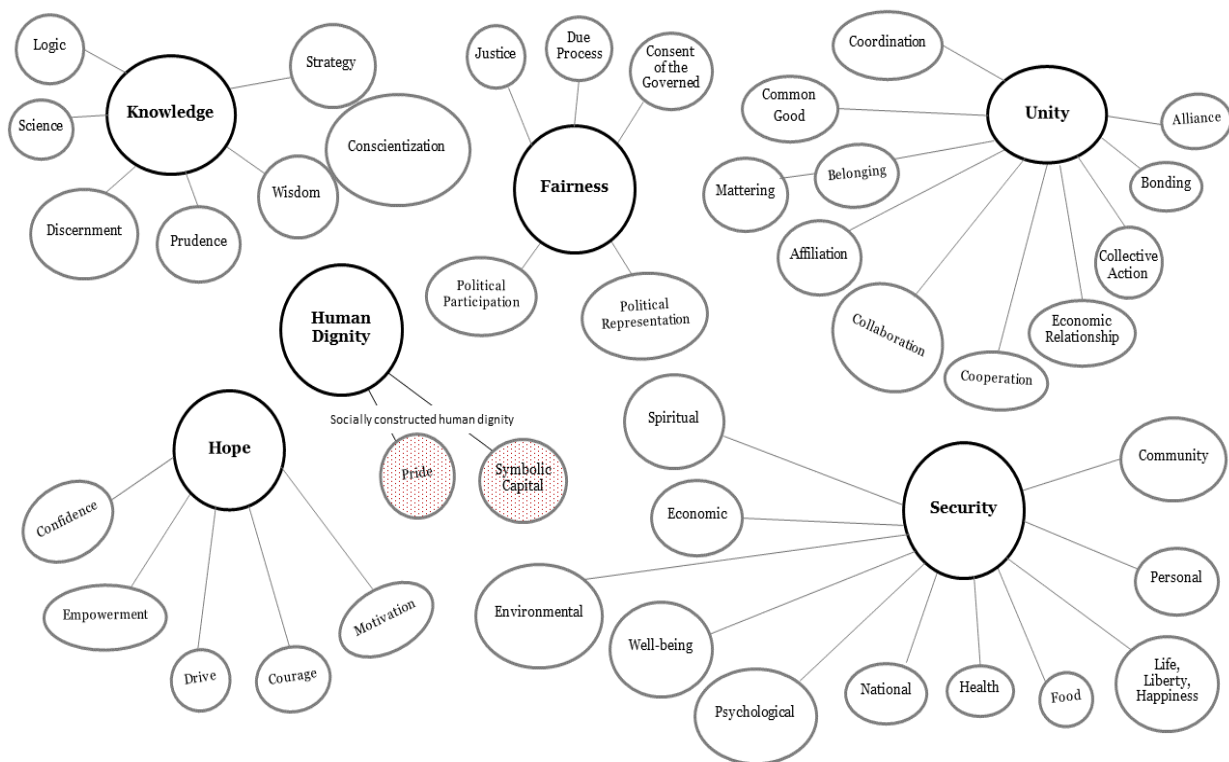 Logic
Science
Knowledge
Strategy
Conscientization
Wisdom
Prudence
Discernment
Justice
Due
Process
Consent
of the
Governed
Fairness
Political
Participation
Political
Representation
Coordination
Common
Good
Unity
Alliance
Bonding
Belonging
Mattering
Affiliation
Collaboration
Cooperation
Economic
Relationship
Collective
Action
Human
Dignity
Socially constructed human dignity
Pride
Symbolic
Capital
Hope
Confidence
Empowerment
Drive
Courage
Motivation
Spiritual
Economic
Environmental
Well-being
Psychological
National
Health
Food
Life,
Liberty,
Happiness
Personal
Community
Security